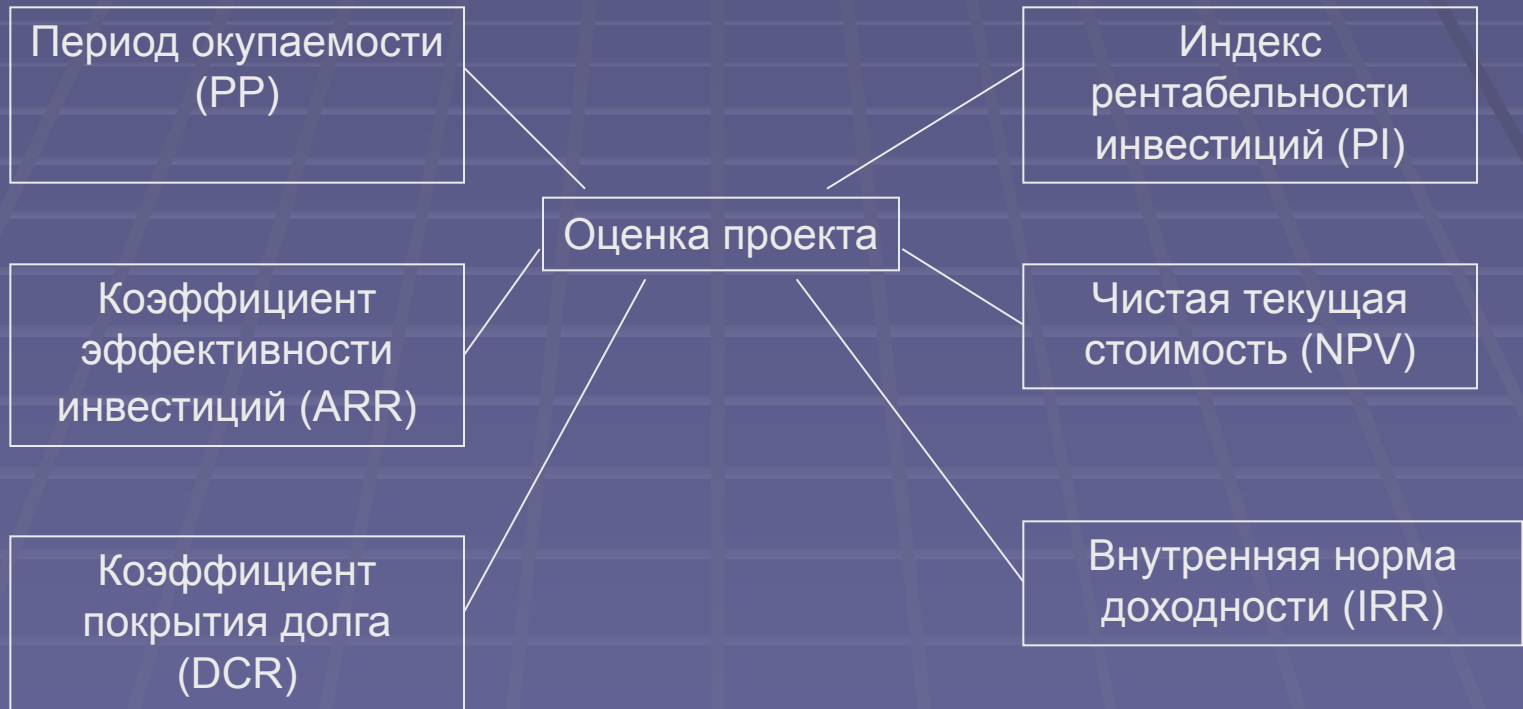 Период окупаемости
(PP)
Индекс
рентабельности
инвестиций (PI)
Оценка проекта
Коэффициент
эффективности
инвестиций (ARR)
Чистая текущая
стоимость (NPV)
Коэффициент
покрытия долга
(DCR)
Внутренняя норма
доходности (IRR)